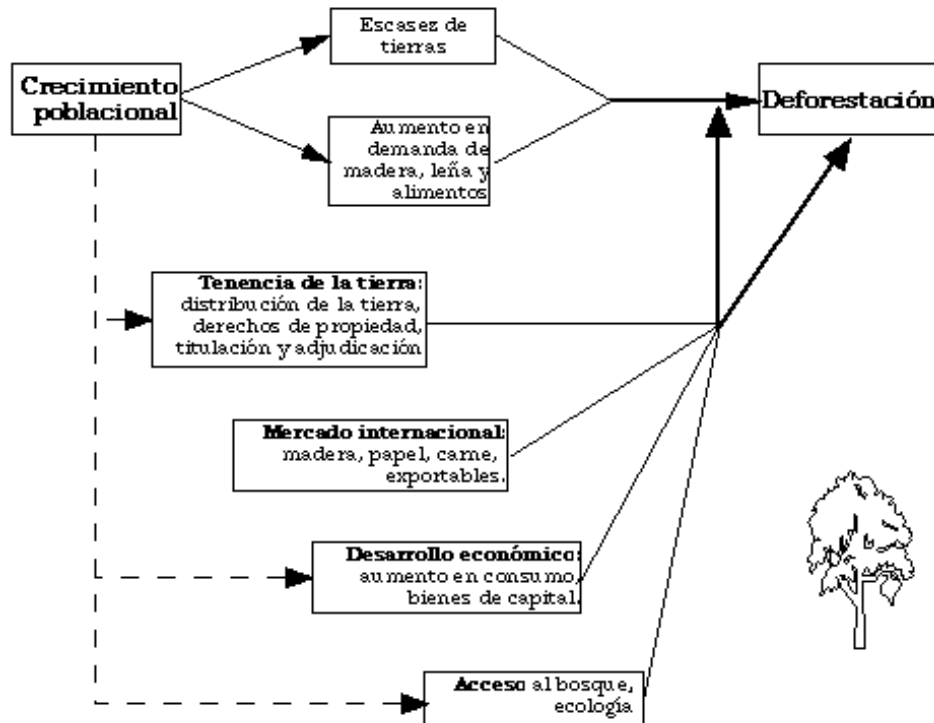 Escasez de
tierras
Crecimiento
poblacional
Deforestación
Aumento en
demanda de
madera, leña y
alimentos
Tenencia de la tierra:
distribución de la tierra,
derechos de propiedad,
titulación y adjudicación
Mercado internacional:
madera, papel, carne,
exportables.
Desarrollo económico:
aumento en consumo,
bienes de capital.
Acceso al bosque,
ecología